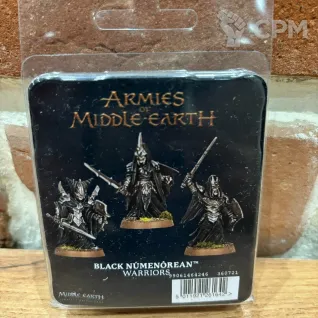 CPM
ARMIES
OF
MIDDLE-EARTH
BLACK NÚMENÓREAN™
WARRIORS
MIDDLE EARTH